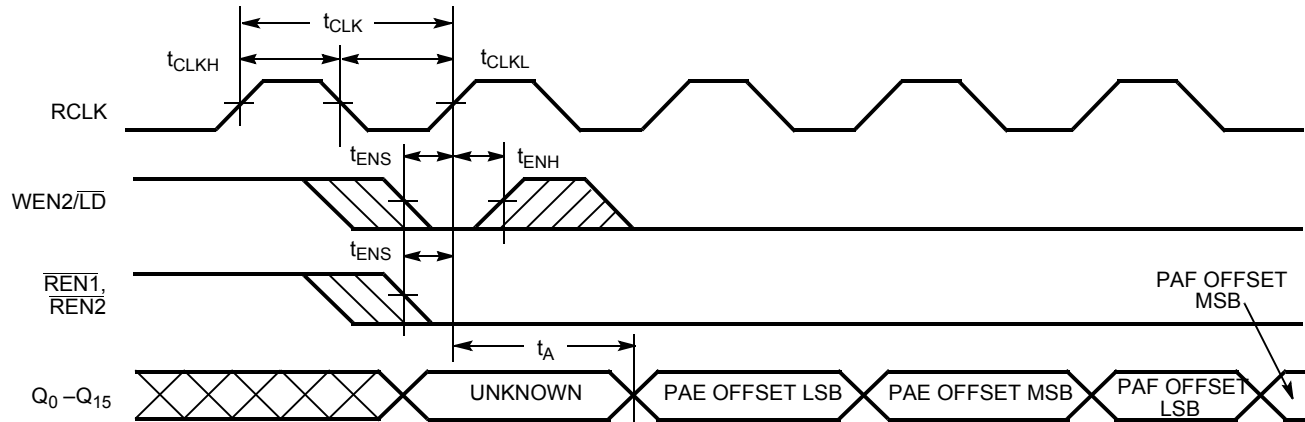 tCLK
tCLKH
tCLKL
RCLK
tENS
tENH
WEN2/LD
tENS
REN1,
REN2
PAF OFFSET
MSB
tA
Q0 –Q15
UNKNOWN
PAE OFFSET LSB
PAE OFFSET MSB
PAF OFFSET
LSB